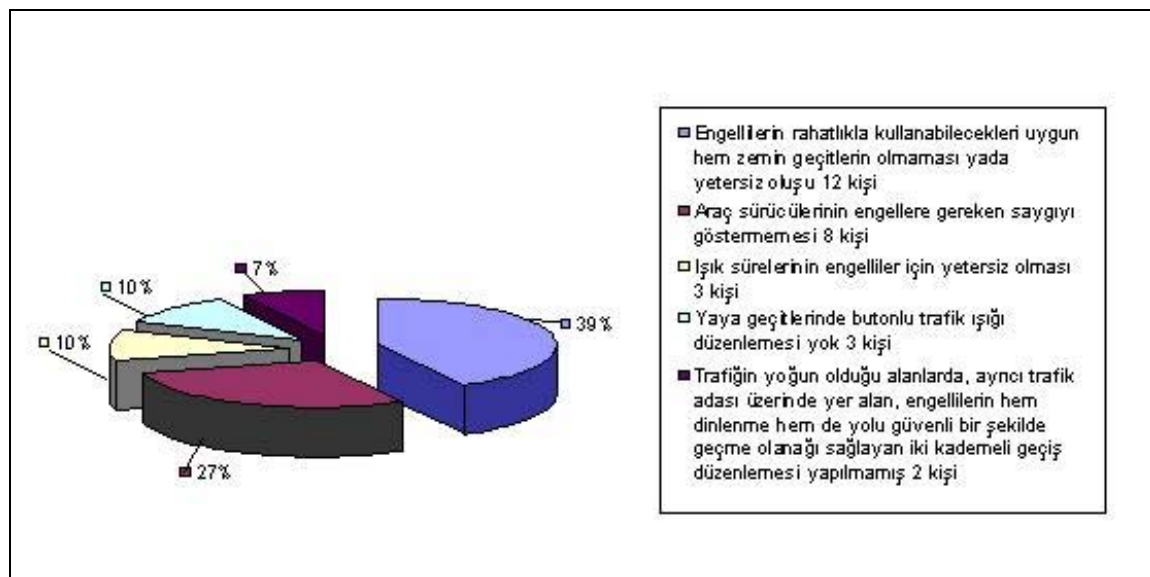 7%
10%
10%
39%
27%
Engellilerin rahatlıkla kullanabilecekleri uygun
hem zemin geçitlerin olmaması yada
yetersiz oluşu 12 kişi
Araç sürücülerinin engellere gereken saygıyı
göstermemesi 8 kişi
Işık sürelerinin engelliler için yetersiz olması
3 kişi
Yaya geçitlerinde butonlu trafik ışığı
düzenlemesi yok 3 kişi
Trafiğin yoğun olduğu alanlarda, ayrıcı trafik
adası üzerinde yer alan, engellilerin hem
dinlenme hem de yolu güvenli bir şekilde
geçme olanağı sağlayan iki kademeli geçiş
düzenlemesi yapılmamış 2 kişi